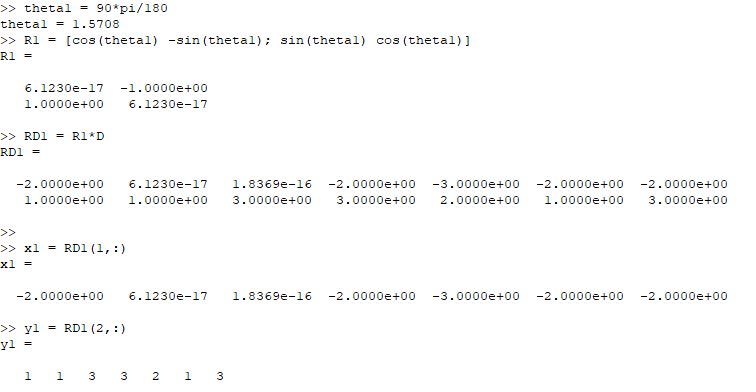 >> theta1 = 90*pi/180
theta1 = 1.5708
>> R1 = [cos(theta1) -sin(theta1); sin(theta1) cos(theta1)]
R1 =
6.1230e-17 -1.0000e+00
1.0000e+00 6.1230e-17
>> RD1 = R1*D
RD1 =
-2.0000e+00 6.1230e-17 1.8369e-16 -2.0000e+00 -3.0000e+00 -2.0000e+00 -2.0000e+00
1.0000e+00 1.0000e+00 3.0000e+00 3.0000e+00 2.0000e+00 1.0000e+00 3.0000e+00
>>
>> x1 = RD1(1,:)
x1 =
-2.0000e+00 6.1230e-17 1.8369e-16 -2.0000e+00 -3.0000e+00 -2.0000e+00 -2.0000e+00
>> y1 = RD1(2,:)
y1 =
1 1 3 3 2 1 3